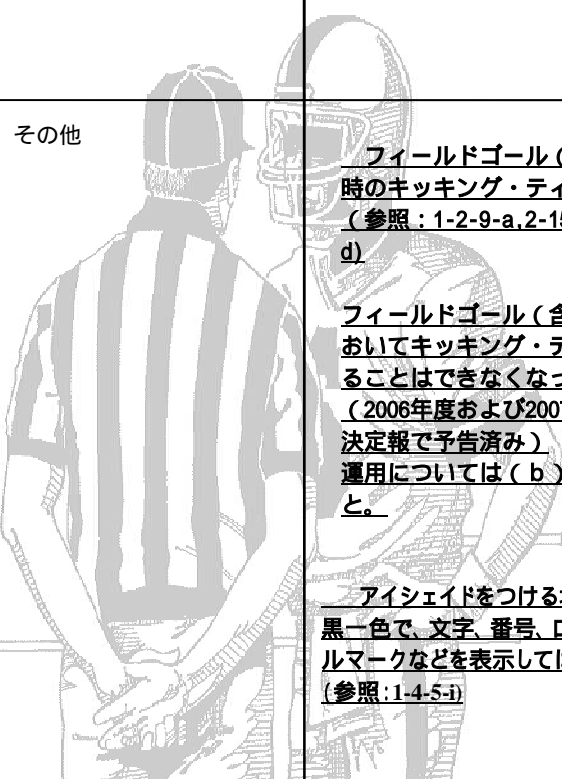 その他
フィールドゴール(
時のキッキング・ティ
(参照:1-2-9-a,2-15
d)
フィールドゴール(含
おいてキッキング・テ
ることはできなくなっ
(2006年度および200
決定報で予告済み)
運用については(b)
と。
アイシェイドをつける
黒一色で、文字、番号、ロ
ルマークなどを表示しては
(参照:1-4-5-i)